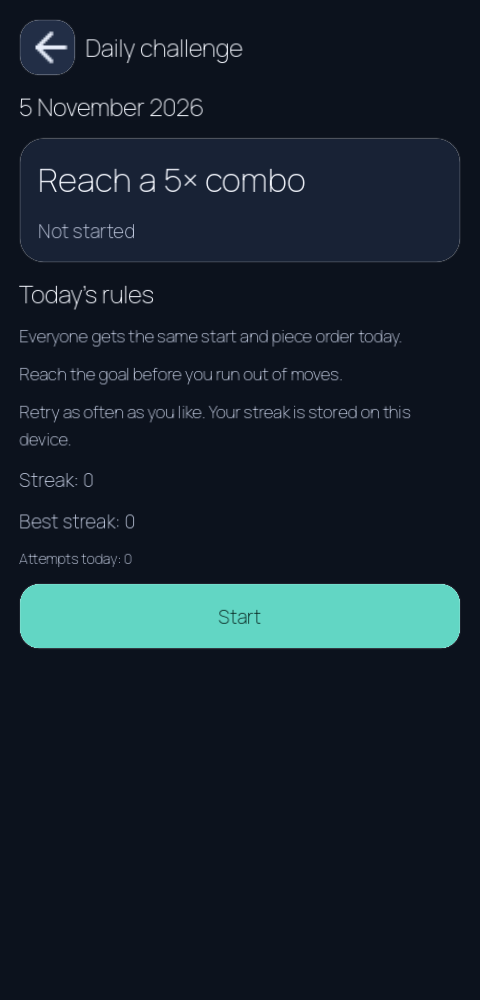 Daily challenge
5 November 2026
Reach a 5× combo
Not started
Today's rules
Everyone gets the same start and piece order today.
Reach the goal before you run out of moves.
Retry as often as you like. Your streak is stored on this
device.
Streak: 0
Best streak: 0
Attempts today: 0
Start